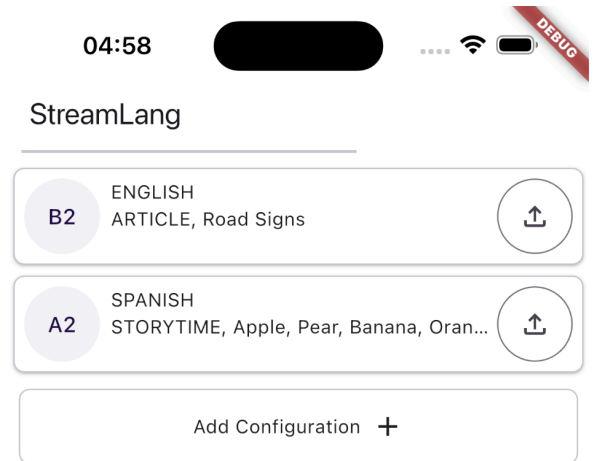 04:58
DEBUG
StreamLang
B2
ENGLISH
ARTICLE, Road Signs
A2
SPANISH
STORYTIME, Apple, Pear, Banana, Oran...
Add Configuration +